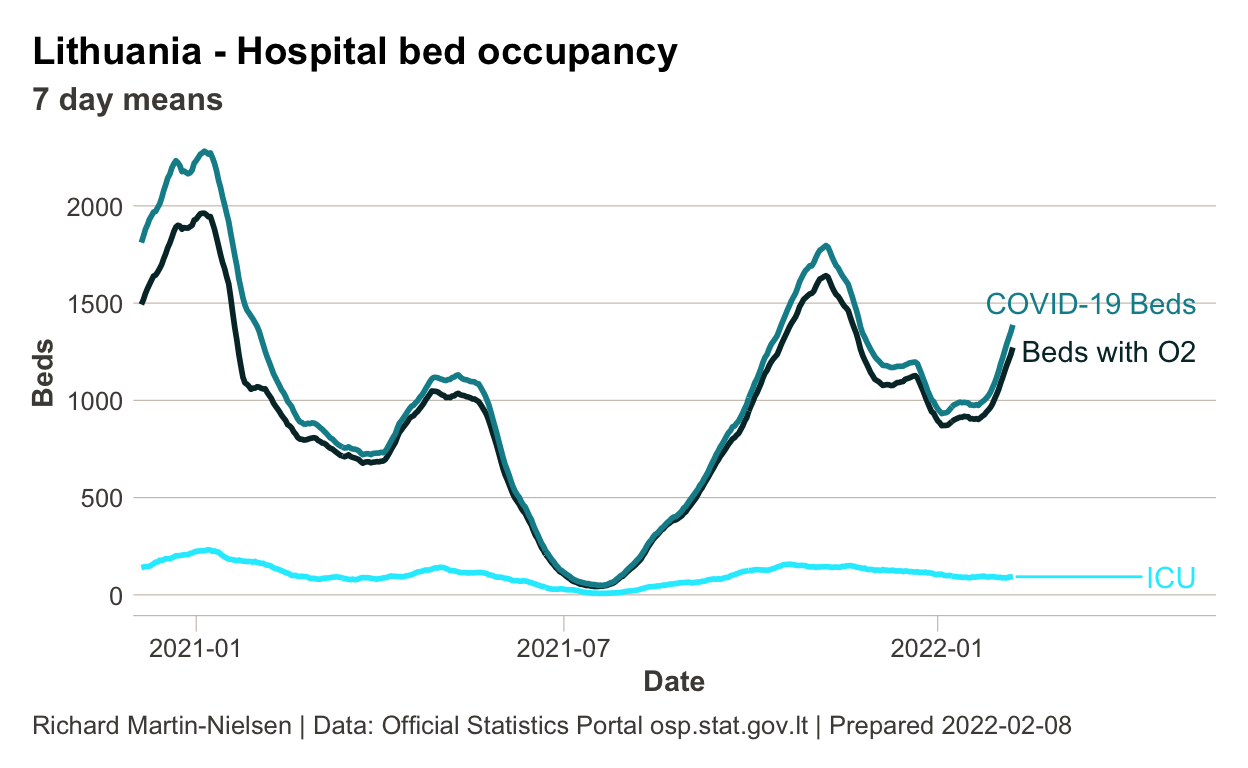 Lithuania - Hospital bed occupancy
7 day means
2000
1500
1000
500
0
Beds
COVID-19 Beds
Beds with O2
ICU
2021-01 2021-07 2022-01
Date
Richard Martin-Nielsen | Data: Official Statistics Portal osp.stat.gov.lt | Prepared 2022-02-08